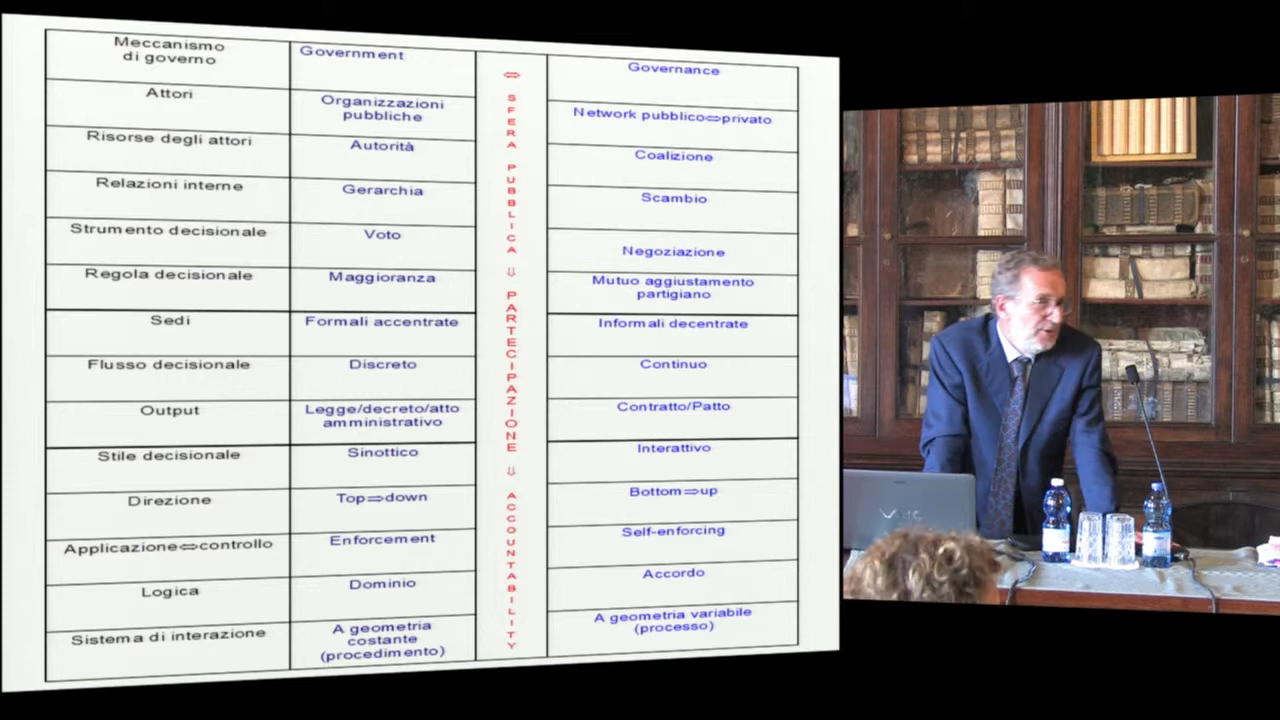 Meccanismo
di governo
Government
Governance
Attori
Organizzazioni
pubbliche
Network pubblico⇔privato
Risorse degli attori
Autorità
Coalizione
Relazioni interne
Gerarchia
Scambio
Strumento decisionale
Voto
Negoziazione
Regola decisionale
Maggioranza
Mutuo aggiustamento
partigiano
Sedi
Formali accentrate
Informali decentrate
Flusso decisionale
Discreto
Continuo
Output
Legge/decreto/atto
amministrativo
Contratto/Patto
Stile decisionale
Sinottico
Interattivo
Direzione
Top⇒down
Bottom⇒up
Applicazione⇔controllo
Enforcement
Self-enforcing
Logica
Dominio
Accordo
Sistema di interazione
A geometria
costante
(procedimento)
A geometria variabile
(processo)
⇔ SFERA PUBBLICA ⇓ PARTECIPAZIONE ⇓ ACCOUNTABILITY